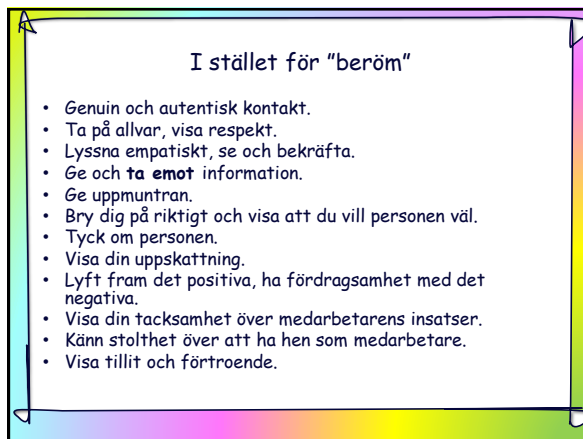 I stället för "beröm"
• Genuin och autentisk kontakt.
• Ta på allvar, visa respekt.
• Lyssna empatiskt, se och bekräfta.
• Ge och ta emot information.
• Ge uppmuntran.
• Bry dig på riktigt och visa att du vill personen väl.
• Tyck om personen.
• Visa din uppskattning.
• Lyft fram det positiva, ha fördragsamhet med det
negativa.
• Visa din tacksamhet över medarbetarens insatser.
• Känn stolthet över att ha hen som medarbetare.
• Visa tillit och förtroende.